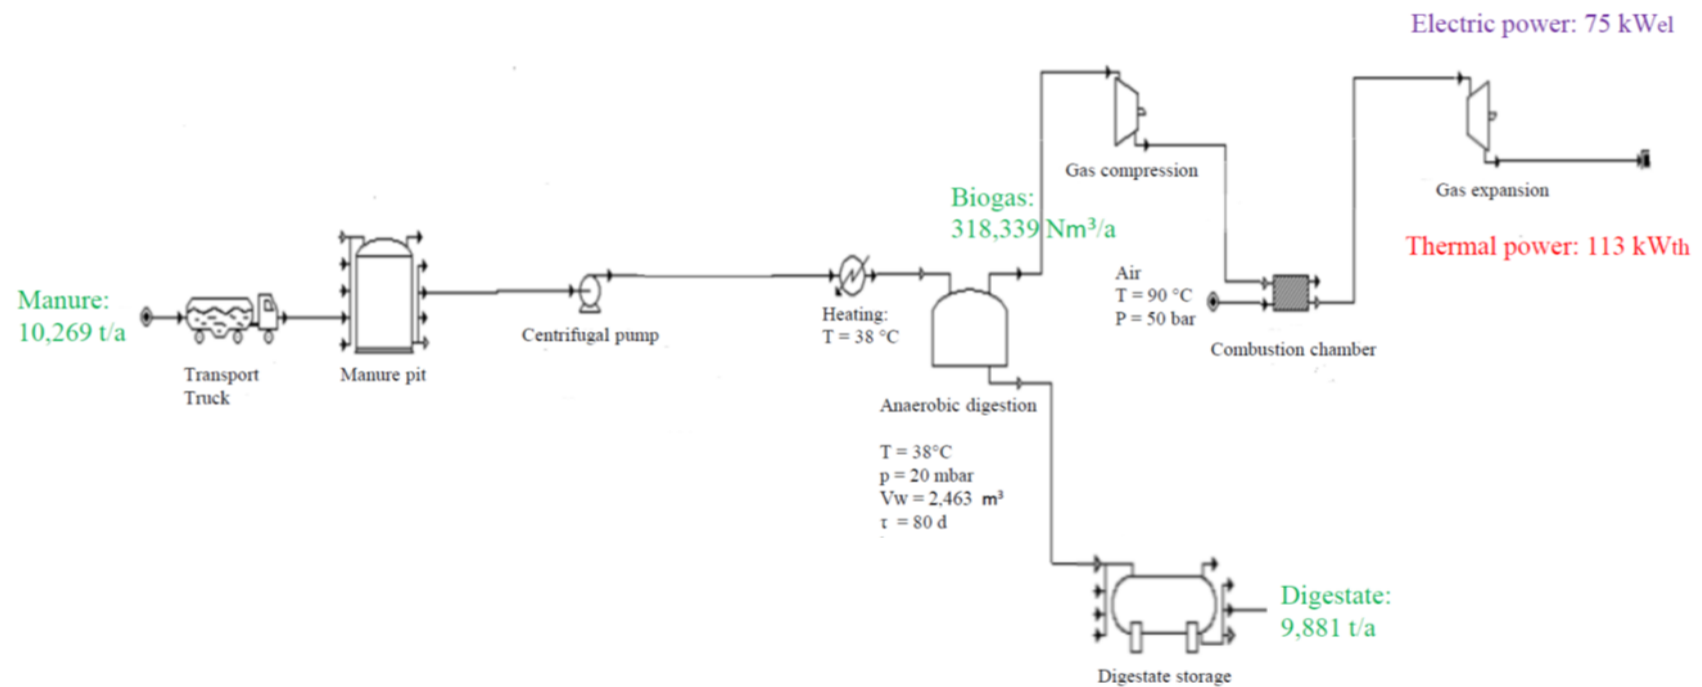 Electric power: 75 kWel
Gas compression
Gas expansion
Biogas:
318,339 Nm³/a
Thermal power: 113 kWth
Manure:
10,269 t/a
Transport
Truck
Manure pit
Centrifugal pump
Heating:
T = 38 °C
Air
T = 90 °C
P = 50 bar
Combustion chamber
Anaerobic digestion
T = 38°C
p = 20 mbar
Vw = 2,463 m³
τ = 80 d
Digestate:
9,881 t/a
Digestate storage